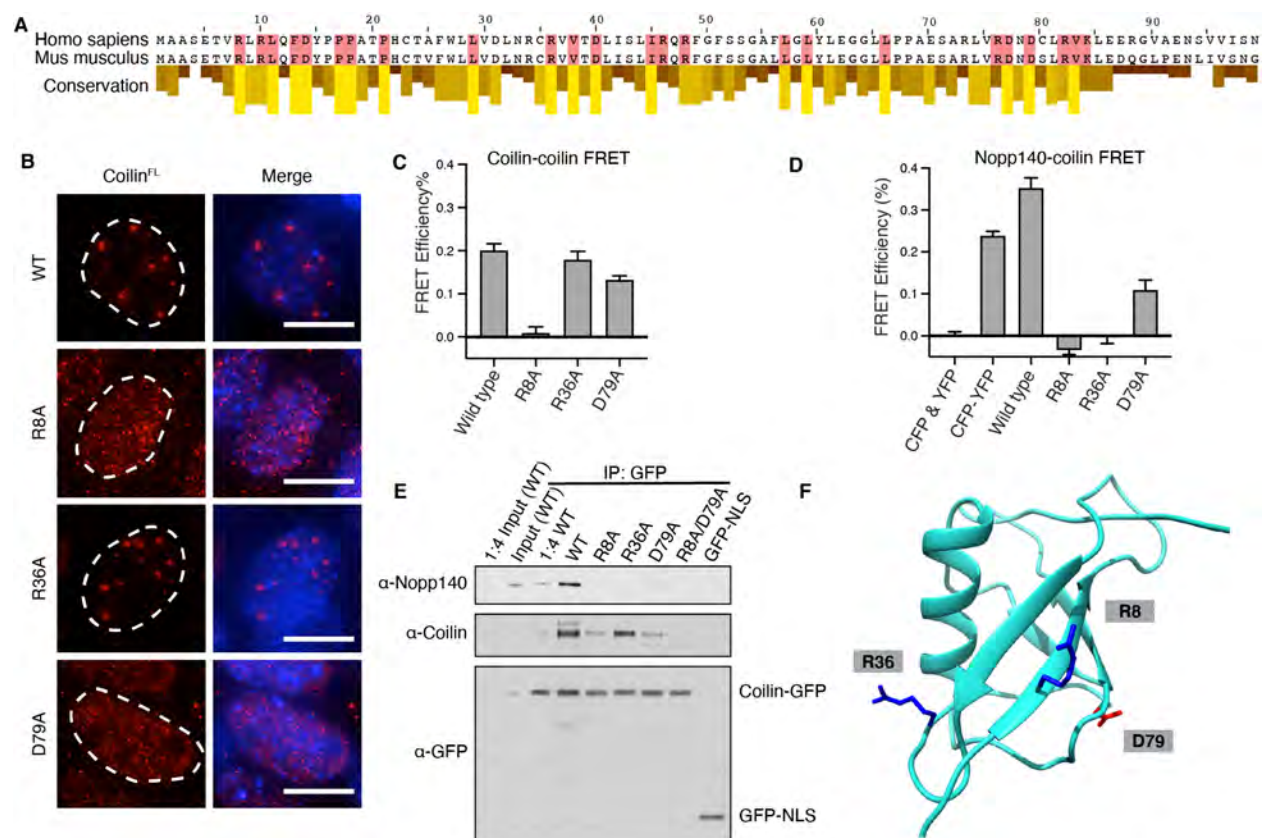 A
10 20 30 40 50 60 70 80 90
Homo sapiens MAASETVRLRLQFDYPPPATPHCTAFWLLVDLNRCRVVTDLISLIRQRFGFSSGAFLGLYLEGGLLPPAESARLVRDNDCLRVKLEERGVAENSVVISN
Mus musculus MAASETVRLRLQFDYPPPATPHCTAFWLLVDLNRCRVVTDLISLIRQRFGFSSGALLGLYLEGGLLPPAESARLVRDNDSLRVKLEEQGLPENLIVSNG
Conservation
B
Coilin^FL Merge
WT
R8A
R36A
D79A
C
Coilin-coilin FRET
FRET Efficiency%
0.4
0.3
0.2
0.1
0.0
Wild type R8A R36A D79A
D
Nopp140-coilin FRET
FRET Efficiency (%)
0.4
0.3
0.2
0.1
0.0
CFP & YFP CFP-YFP Wild type R8A R36A D79A
E
IP: GFP
1:4 Input (WT) Input (WT) 1:4 WT WT R8A R36A D79A R8A/D79A GFP-NLS
α-Nopp140
α-Coilin
α-GFP
Coilin-GFP
GFP-NLS
F
R8
R36
D79